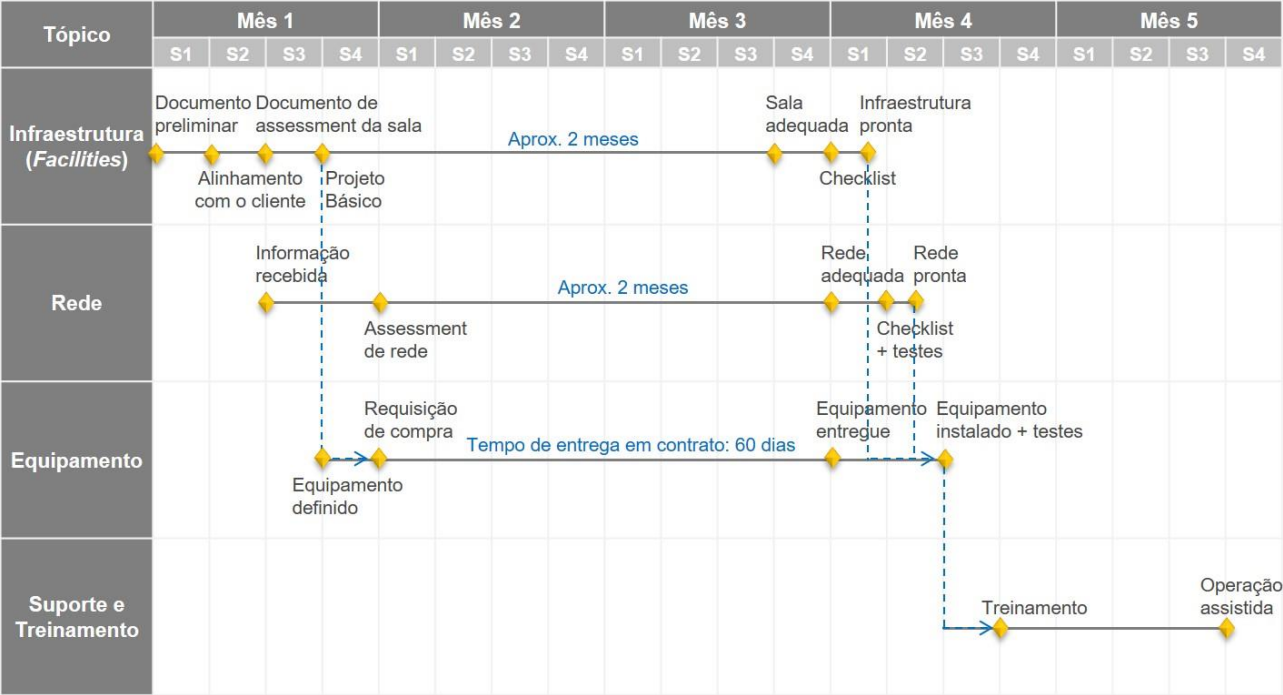 Tópico
Mês 1
Mês 2
Mês 3
Mês 4
Mês 5
S1 S2 S3 S4 S1 S2 S3 S4 S1 S2 S3 S4 S1 S2 S3 S4 S1 S2 S3 S4
Infraestrutura
(Facilities)
Documento
preliminar
Documento de
assessment da sala
Aprox. 2 meses
Sala
adequada
Infraestrutura
pronta
Alinhamento
com o cliente
Projeto
Básico
Checklist
Rede
Informação
recebida
Aprox. 2 meses
Rede
adequada
Rede
pronta
Assessment
de rede
Checklist
+ testes
Equipamento
Requisição
de compra
Tempo de entrega em contrato: 60 dias
Equipamento
entregue
Equipamento
instalado + testes
Equipamento
definido
Suporte e
Treinamento
Treinamento
Operação
assistida